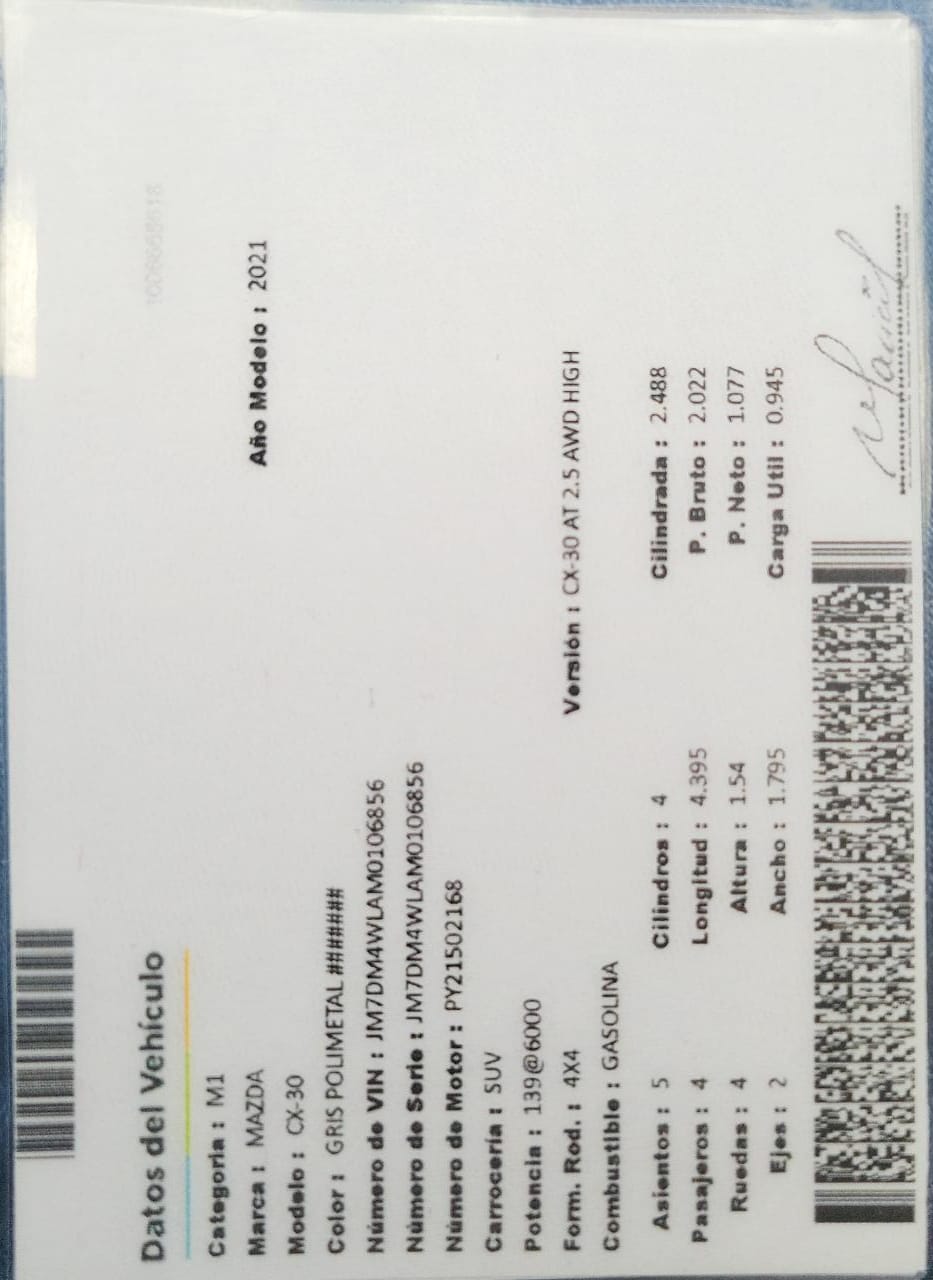 1006668618
Datos del Vehículo
Categoria : M1
Marca : MAZDA Año Modelo : 2021
Modelo : CX-30
Color : GRIS POLIMETAL #######
Número de VIN : JM7DM4WLAM0106856
Número de Serie : JM7DM4WLAM0106856
Número de Motor : PY21502168
Carrocería : SUV
Potencia : 139@6000
Form. Rod. : 4X4 Versión : CX-30 AT 2.5 AWD HIGH
Combustible : GASOLINA
Asientos : 5 Cilindros : 4 Cilindrada : 2.488
Pasajeros : 4 Longitud : 4.395 P. Bruto : 2.022
Ruedas : 4 Altura : 1.54 P. Neto : 1.077
Ejes : 2 Ancho : 1.795 Carga Util : 0.945